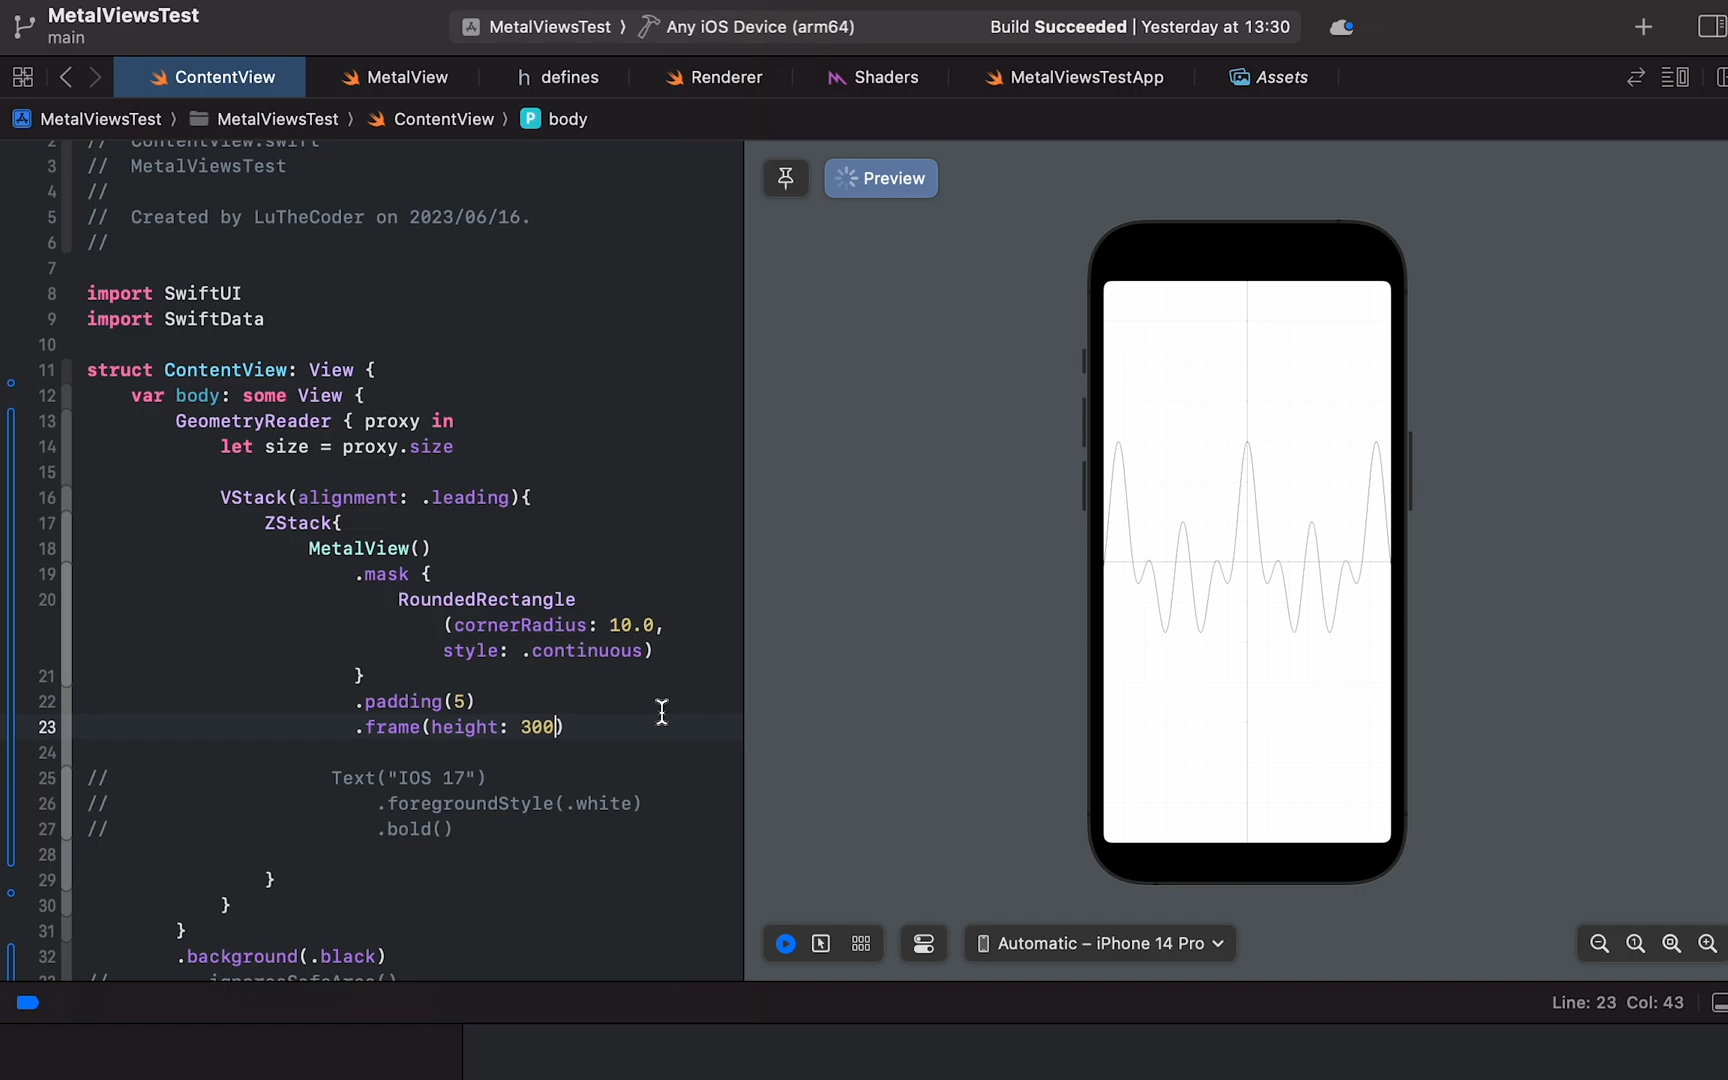 MetalViewsTest
main
MetalViewsTest 〉 Any iOS Device (arm64)
Build Succeeded | Yesterday at 13:30
ContentView
MetalView
h defines
Renderer
Shaders
MetalViewsTestApp
Assets
MetalViewsTest 〉 MetalViewsTest 〉 ContentView 〉 P body
2 // ContentView.swift
3 // MetalViewsTest
4 //
5 // Created by LuTheCoder on 2023/06/16.
6 //
7
8 import SwiftUI
9 import SwiftData
10
11 struct ContentView: View {
12 var body: some View {
13 GeometryReader { proxy in
14 let size = proxy.size
15
16 VStack(alignment: .leading){
17 ZStack{
18 MetalView()
19 .mask {
20 RoundedRectangle
(cornerRadius: 10.0,
style: .continuous)
21 }
22 .padding(5)
23 .frame(height: 300)
24
25 // Text("IOS 17")
26 // .foregroundStyle(.white)
27 // .bold()
28
29 }
30 }
31 }
32 .background(.black)
33 // .ignoresSafeArea()
Preview
Automatic – iPhone 14 Pro
Line: 23 Col: 43